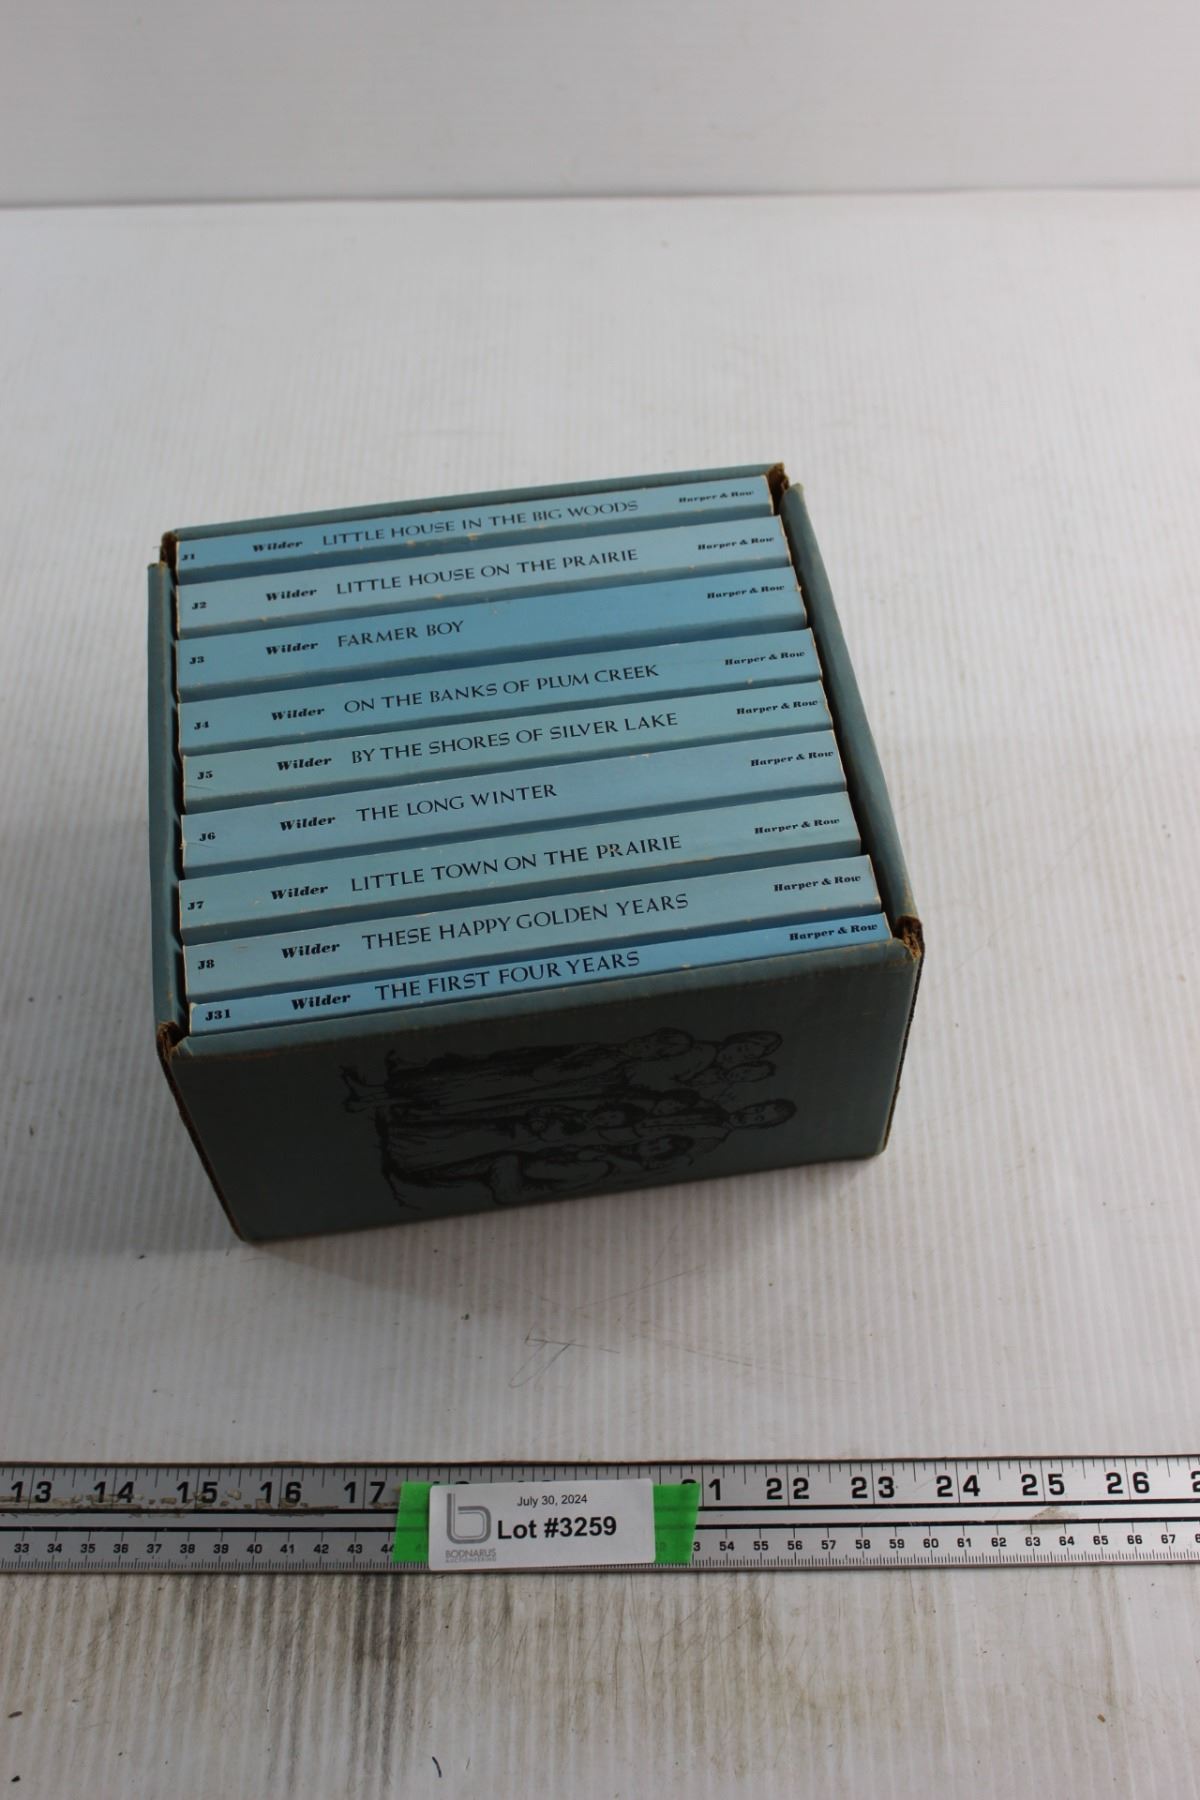 J1 Wilder LITTLE HOUSE IN THE BIG WOODS Harper & Row
J2 Wilder LITTLE HOUSE ON THE PRAIRIE Harper & Row
J3 Wilder FARMER BOY Harper & Row
J4 Wilder ON THE BANKS OF PLUM CREEK Harper & Row
J5 Wilder BY THE SHORES OF SILVER LAKE Harper & Row
J6 Wilder THE LONG WINTER Harper & Row
J7 Wilder LITTLE TOWN ON THE PRAIRIE Harper & Row
J8 Wilder THESE HAPPY GOLDEN YEARS Harper & Row
J31 Wilder THE FIRST FOUR YEARS Harper & Row
13 14 15 16 17 21 22 23 24 25 26
July 30, 2024
Lot #3259
BODNARUS
AUCTIONEERING
33 34 35 36 37 38 39 40 41 42 43 54 55 56 57 58 59 60 61 62 63 64 65 66 67